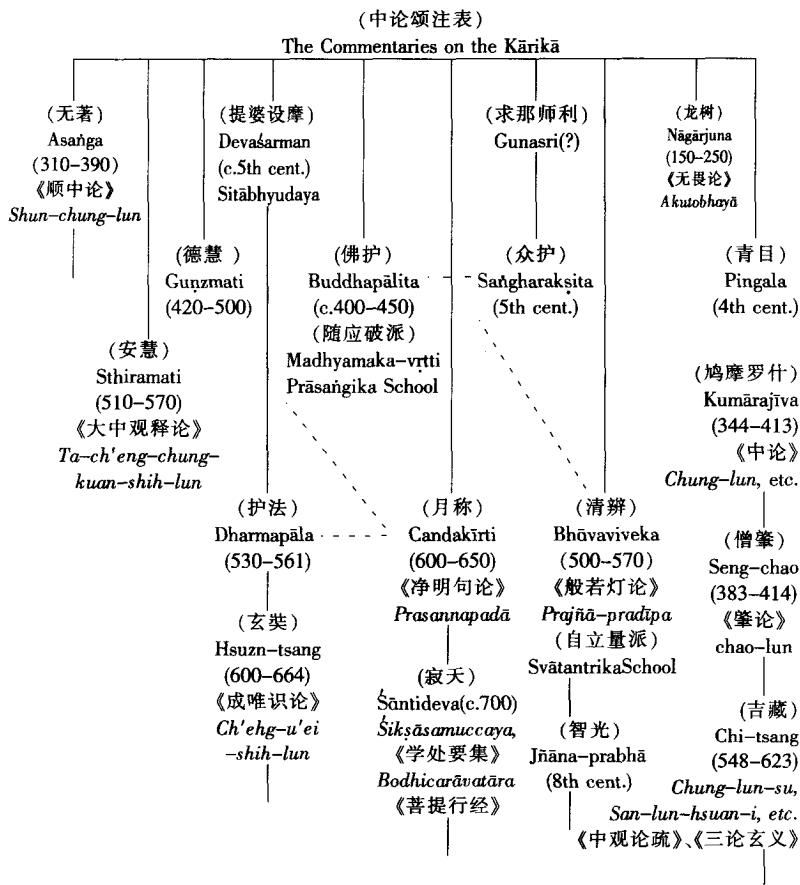 (中论颂注表)
The Commentaries on the Kārikā
(无著)
Asaṅga
(310–390)
《顺中论》
Shun–chung–lun
(提婆设摩)
Devaśarman
(c.5th cent.)
Sitābhyudaya
(求那师利)
Gunasri(?)
(龙树)
Nāgārjuna
(150–250)
《无畏论》
Akutobhayā
(德慧)
Guṇzmati
(420–500)
(佛护)
Buddhapālita
(c.400–450)
(随应破派)
Madhyamaka–vṛtti
Prāsaṅgika School
(众护)
Saṅgharakṣita
(5th cent.)
(青目)
Pingala
(4th cent.)
(安慧)
Sthiramati
(510–570)
《大中观释论》
Ta–ch'eng–chung–
kuan–shih–lun
(鸠摩罗什)
Kumārajīva
(344–413)
《中论》
Chung–lun, etc.
(护法)
Dharmapāla
(530–561)
(月称)
Candakīrti
(600–650)
《净明句论》
Prasannapadā
(清辨)
Bhūvaviveka
(500–570)
《般若灯论》
Prajñā–pradīpa
(自立量派)
SvātantrikaSchool
(僧肇)
Seng–chao
(383–414)
《肇论》
chao–lun
(玄奘)
Hsuzn–tsang
(600–664)
《成唯识论》
Ch'ehg–u'ei
–shih–lun
(寂天)
Śāntideva(c.700)
Śikṣāsamuccaya,
《学处要集》
Bodhicarāvatāra
《菩提行经》
(智光)
Jñāna–prabhā
(8th cent.)
(吉藏)
Chi–tsang
(548–623)
Chung–lun–su,
San–lun–hsuan–i, etc.
《中观论疏》、《三论玄义》